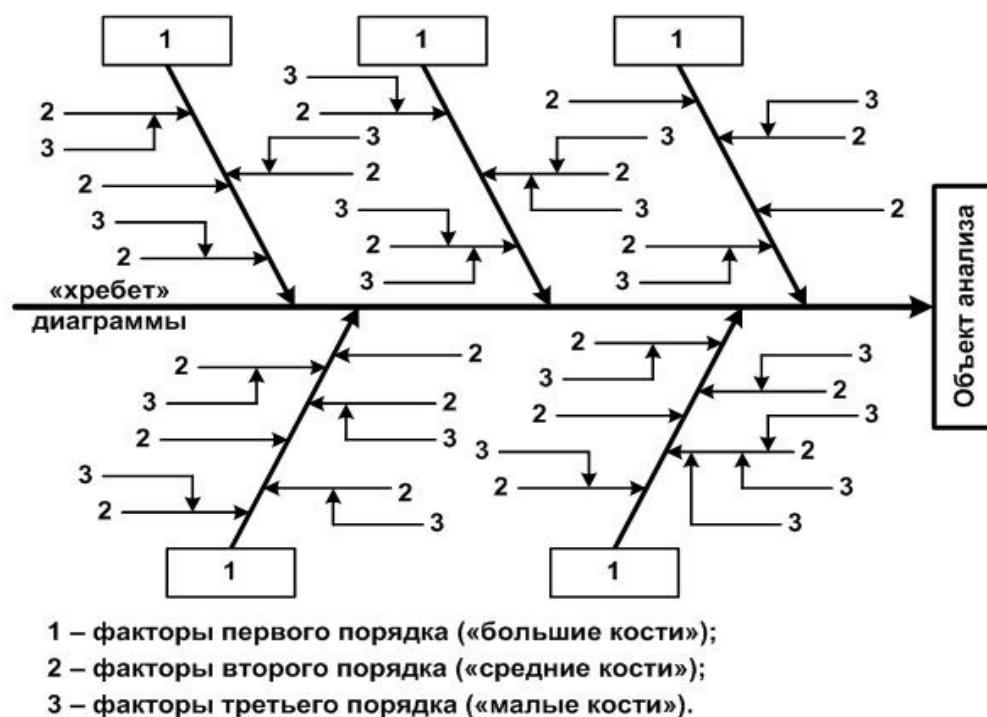 1 1 1
3
2 3
2 2
3 3 2
3
2 2
2
3 3 2
3
2 2
2
3 3
«хребет»
диаграммы
Объект анализа
2
2 3
2
3
2
3 2
2 3
2 3
3 2
3
2 2 3
2
3 3
1 1
1 – факторы первого порядка («большие кости»);
2 – факторы второго порядка («средние кости»);
3 – факторы третьего порядка («малые кости»).